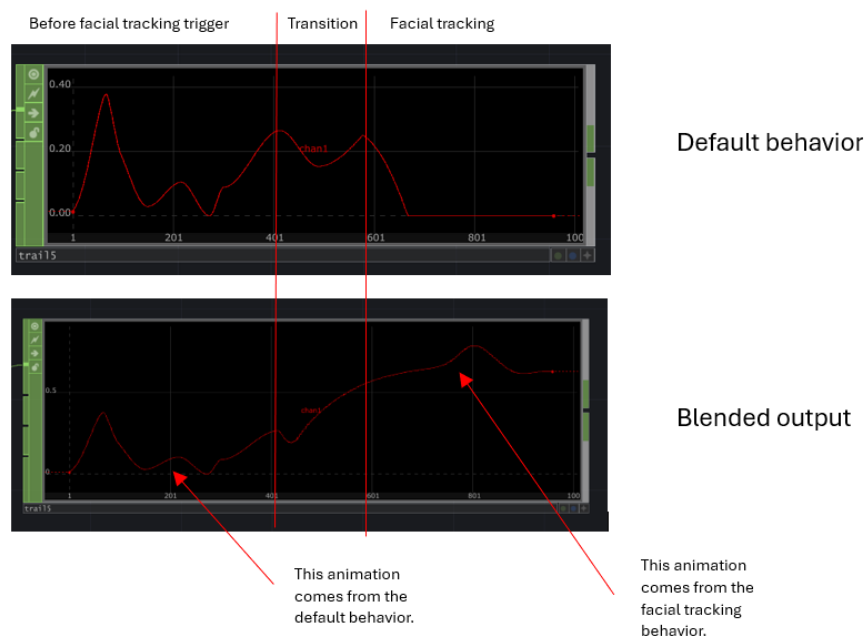 Before facial tracking trigger
Transition
Facial tracking
0.40
0.20
chan1
0.00
1
201
401
601
801
100
trail5
Default behavior
0.5
chan1
0
1
201
401
601
801
100
trail5
Blended output
This animation
comes from the
default behavior.
This animation
comes from the
facial tracking
behavior.